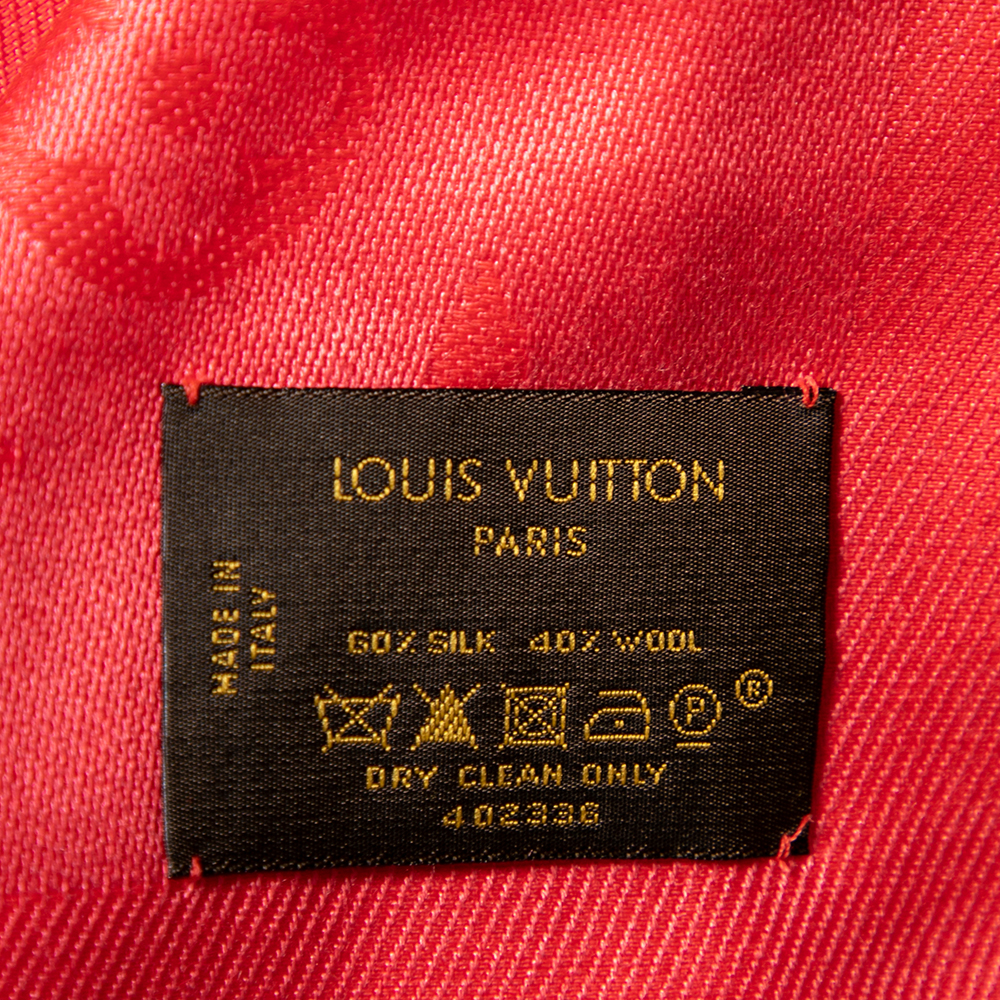 LOUIS VUITTON
PARIS
MADE IN
ITALY
60% SILK 40% WOOL
P ®
DRY CLEAN ONLY
402336